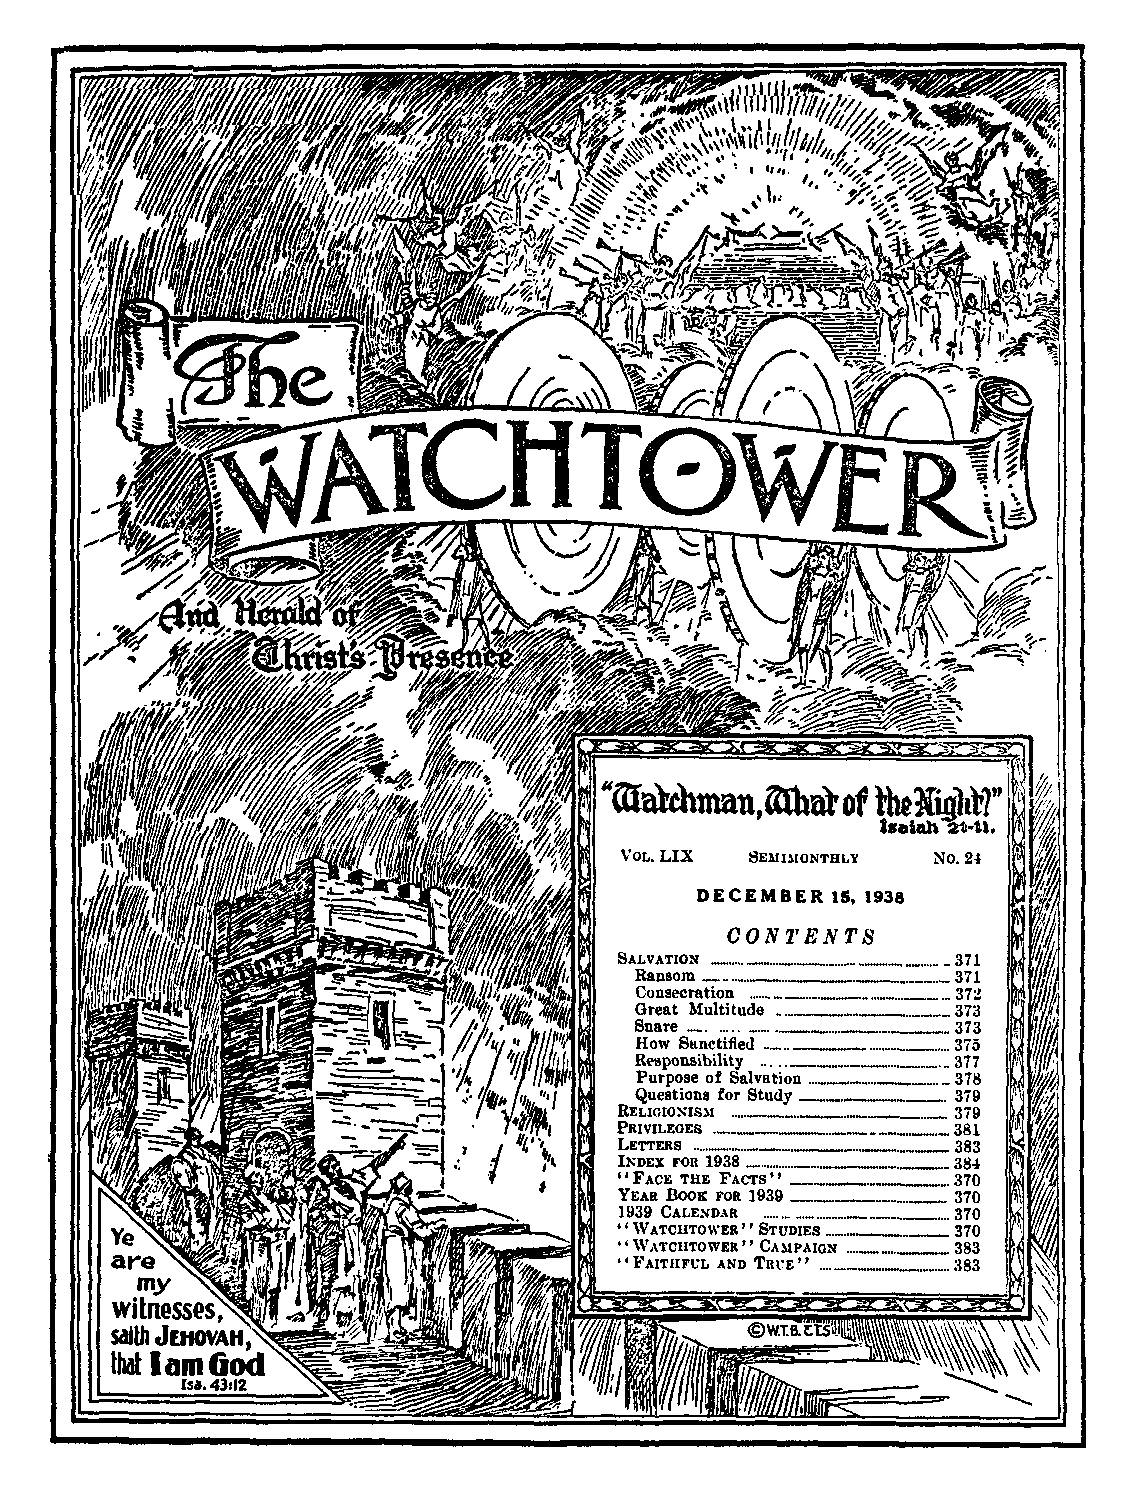 The
WATCHTOWER
And Herald of
Christ's Presence
"Watchman, What of the Night?"
Isaiah 21-11.
VOL. LIX SEMIMONTHLY No. 24
DECEMBER 15, 1938
CONTENTS
SALVATION 371
Ransom 371
Consecration 372
Great Multitude 373
Snare 373
How Sanctified 375
Responsibility 377
Purpose of Salvation 378
Questions for Study 379
RELIGIONISM 379
PRIVILEGES 381
LETTERS 383
INDEX FOR 1938 384
"FACE THE FACTS" 370
YEAR BOOK FOR 1939 370
1939 CALENDAR 370
"WATCHTOWER" STUDIES 370
"WATCHTOWER" CAMPAIGN 383
"FAITHFUL AND TRUE" 383
©W.T.B. & T.S.
Ye
are
my
witnesses,
saith JEHOVAH,
that I am God
Isa. 43:12